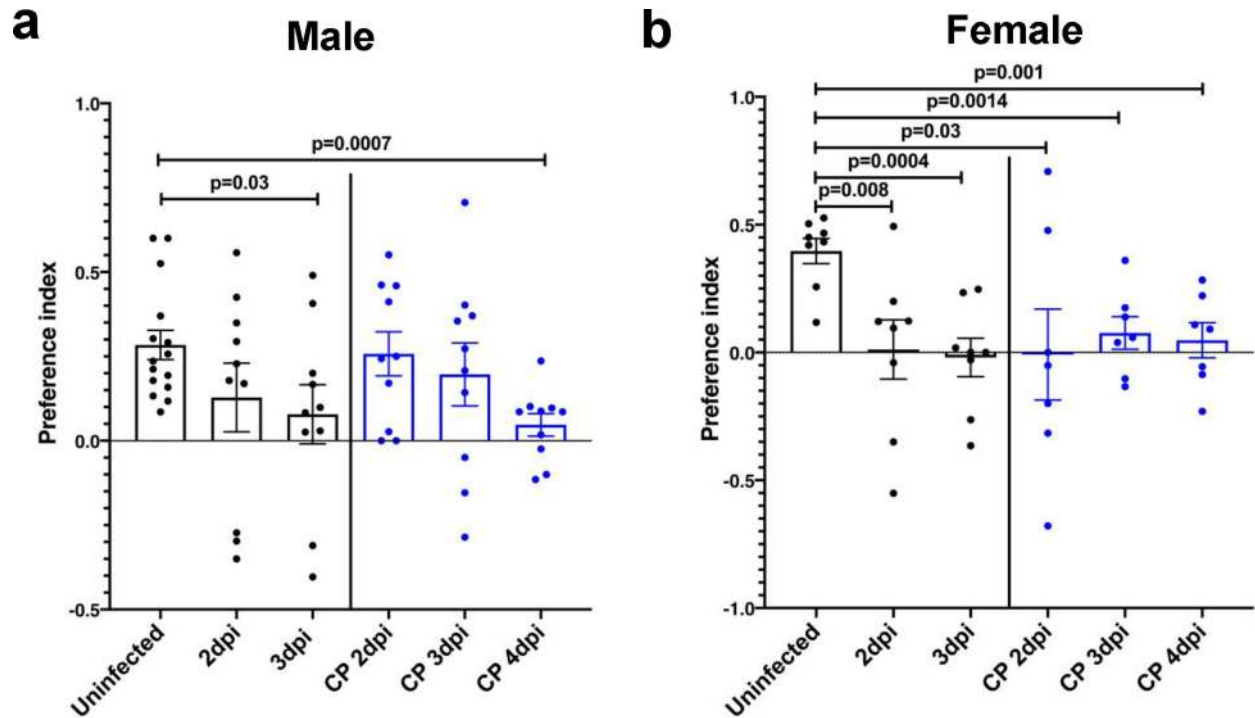 a
Male
p=0.0007
p=0.03
1.0
0.5
0.0
-0.5
Preference index
Uninfected
2dpi
3dpi
CP 2dpi
CP 3dpi
CP 4dpi
b
Female
p=0.001
p=0.0014
p=0.03
p=0.0004
p=0.008
1.0
0.5
0.0
-0.5
-1.0
Preference index
Uninfected
2dpi
3dpi
CP 2dpi
CP 3dpi
CP 4dpi